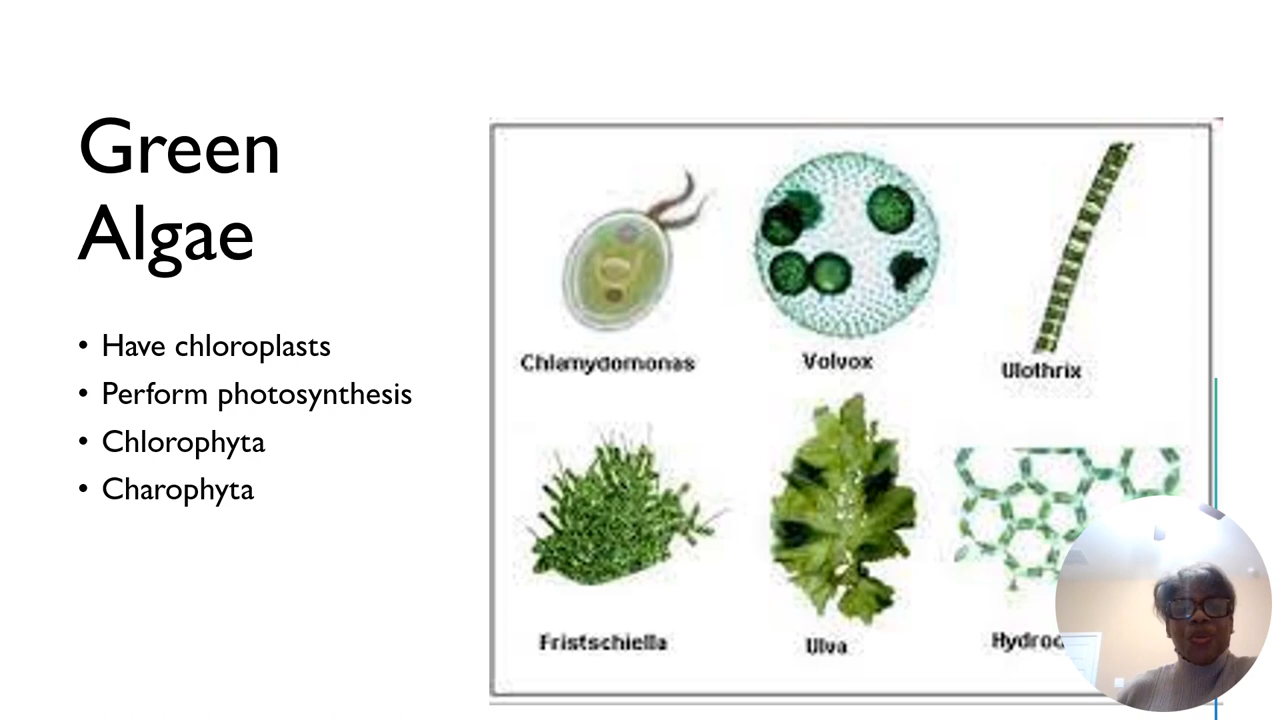 Green
Algae
• Have chloroplasts
• Perform photosynthesis
• Chlorophyta
• Charophyta
Chlamydomonas
Volvox
Ulothrix
Fristschiella
Ulva